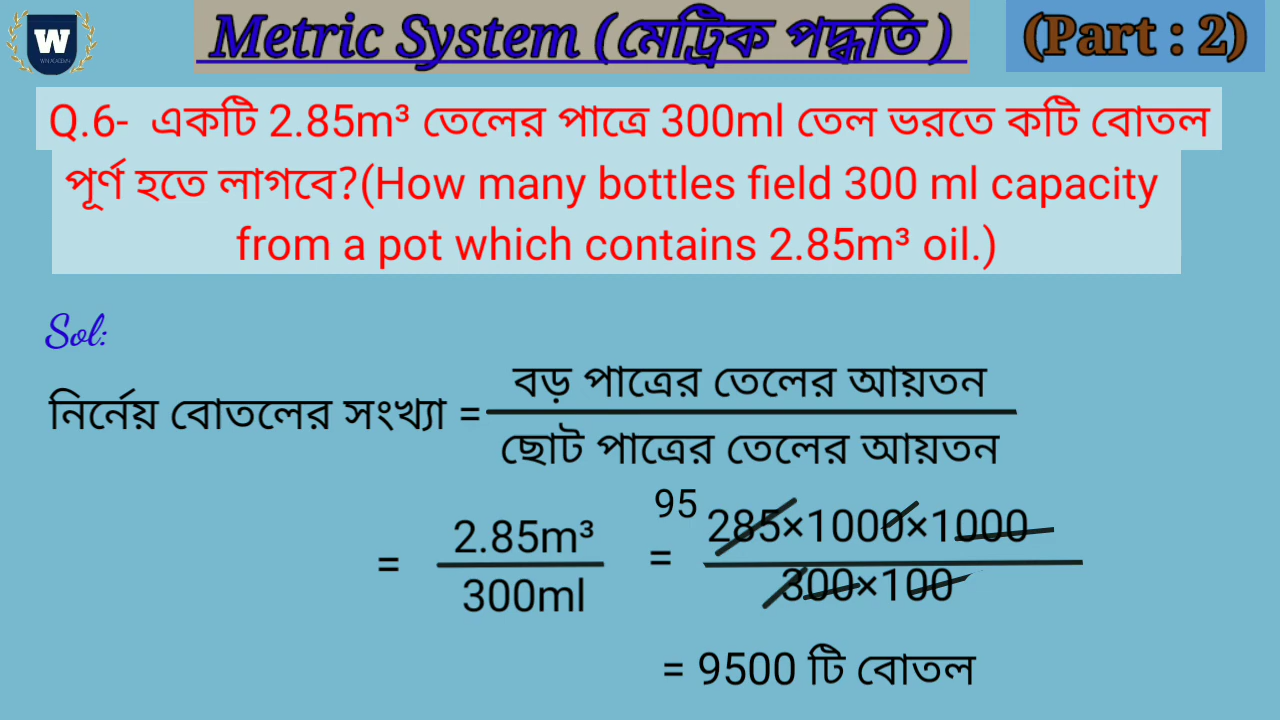 W
Metric System (মেট্রিক পদ্ধতি ) (Part : 2)
Q.6- একটি 2.85m³ তেলের পাত্রে 300ml তেল ভরতে কটি বোতল
পূর্ণ হতে লাগবে?(How many bottles field 300 ml capacity
from a pot which contains 2.85m³ oil.)
Sol:
বড় পাত্রের তেলের আয়তন
নির্নেয় বোতলের সংখ্যা =
ছোট পাত্রের তেলের আয়তন
= 2.85m³ = 95 285×1000×1000
300ml 300×100
= 9500 টি বোতল